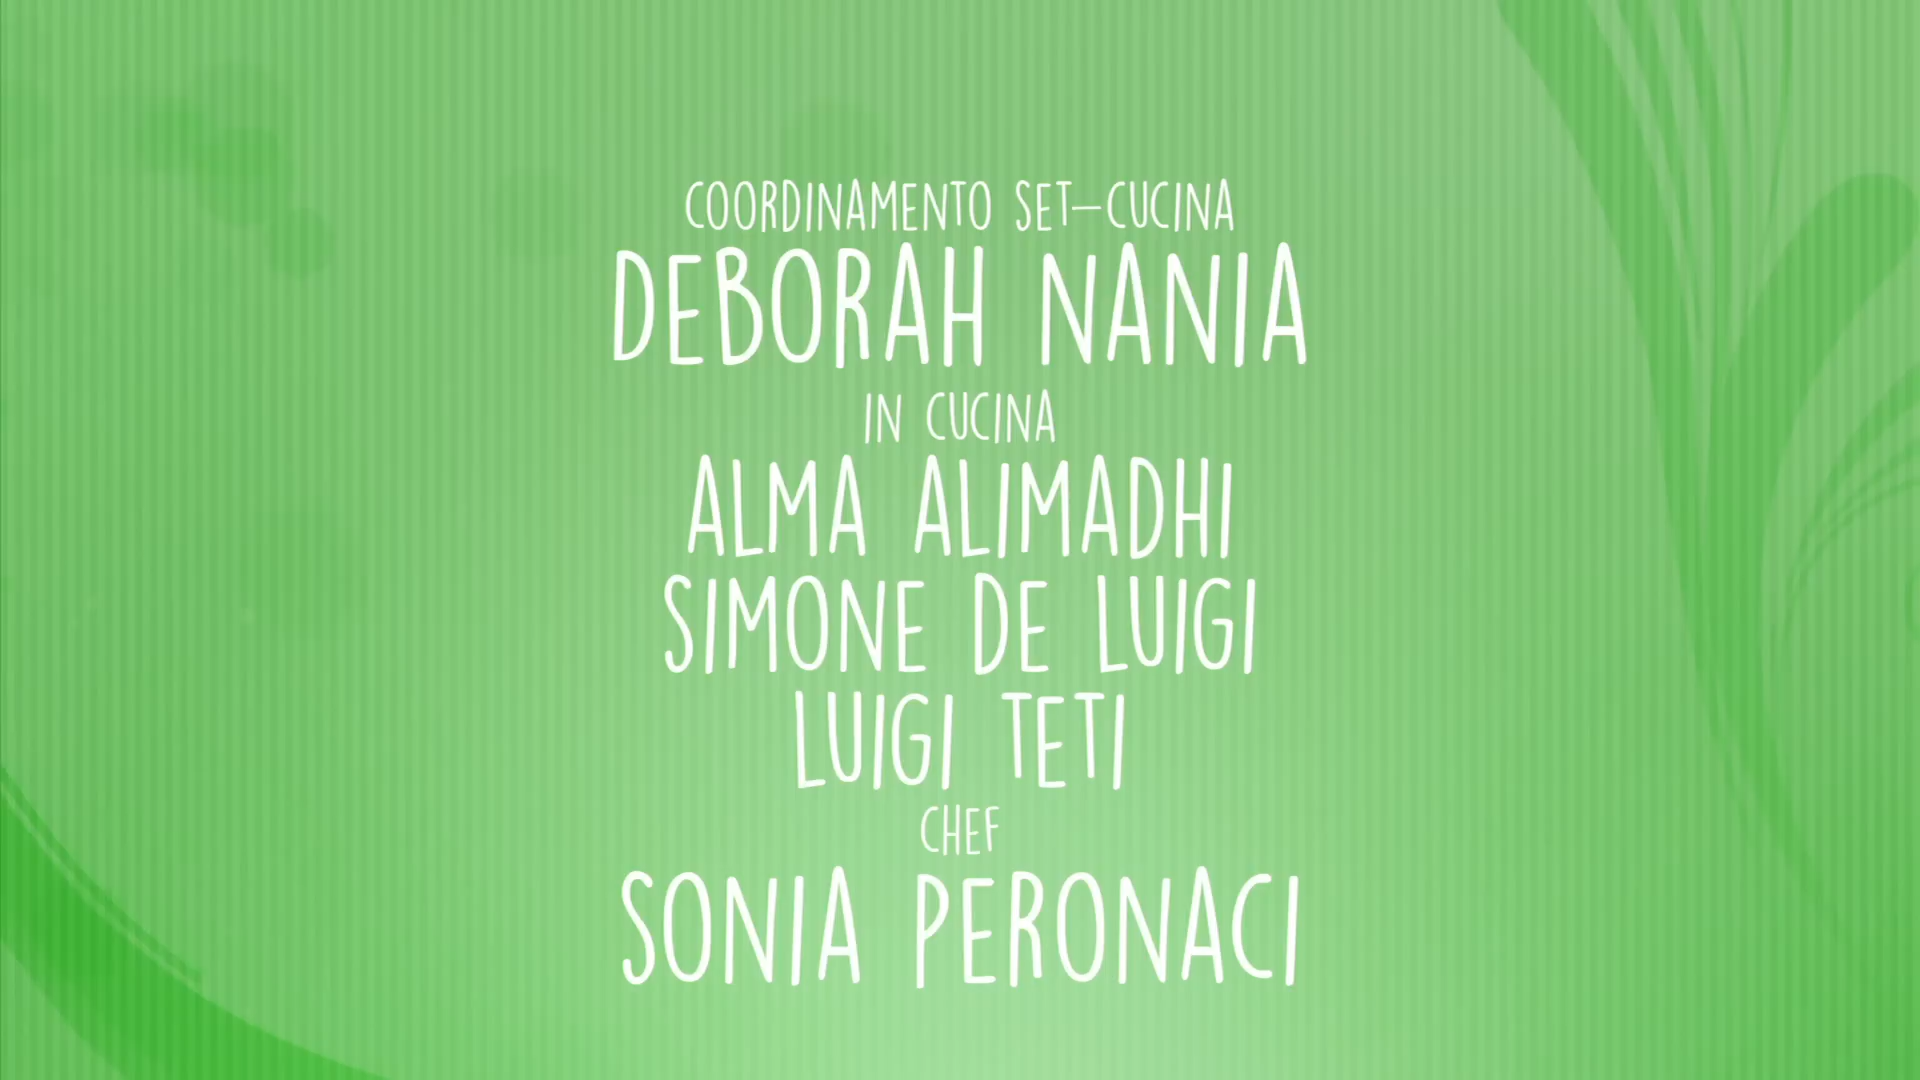 COORDINAMENTO SET-CUCINA
DEBORAH NANIA
IN CUCINA
ALMA ALIMADHI
SIMONE DE LUIGI
LUIGI TETI
CHEF
SONIA PERONACI